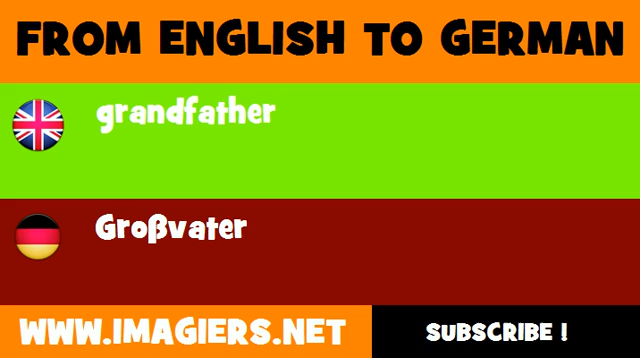 FROM ENGLISH TO GERMAN
grandfather
Großvater
WWW.IMAGIERS.NET
SUBSCRIBE !